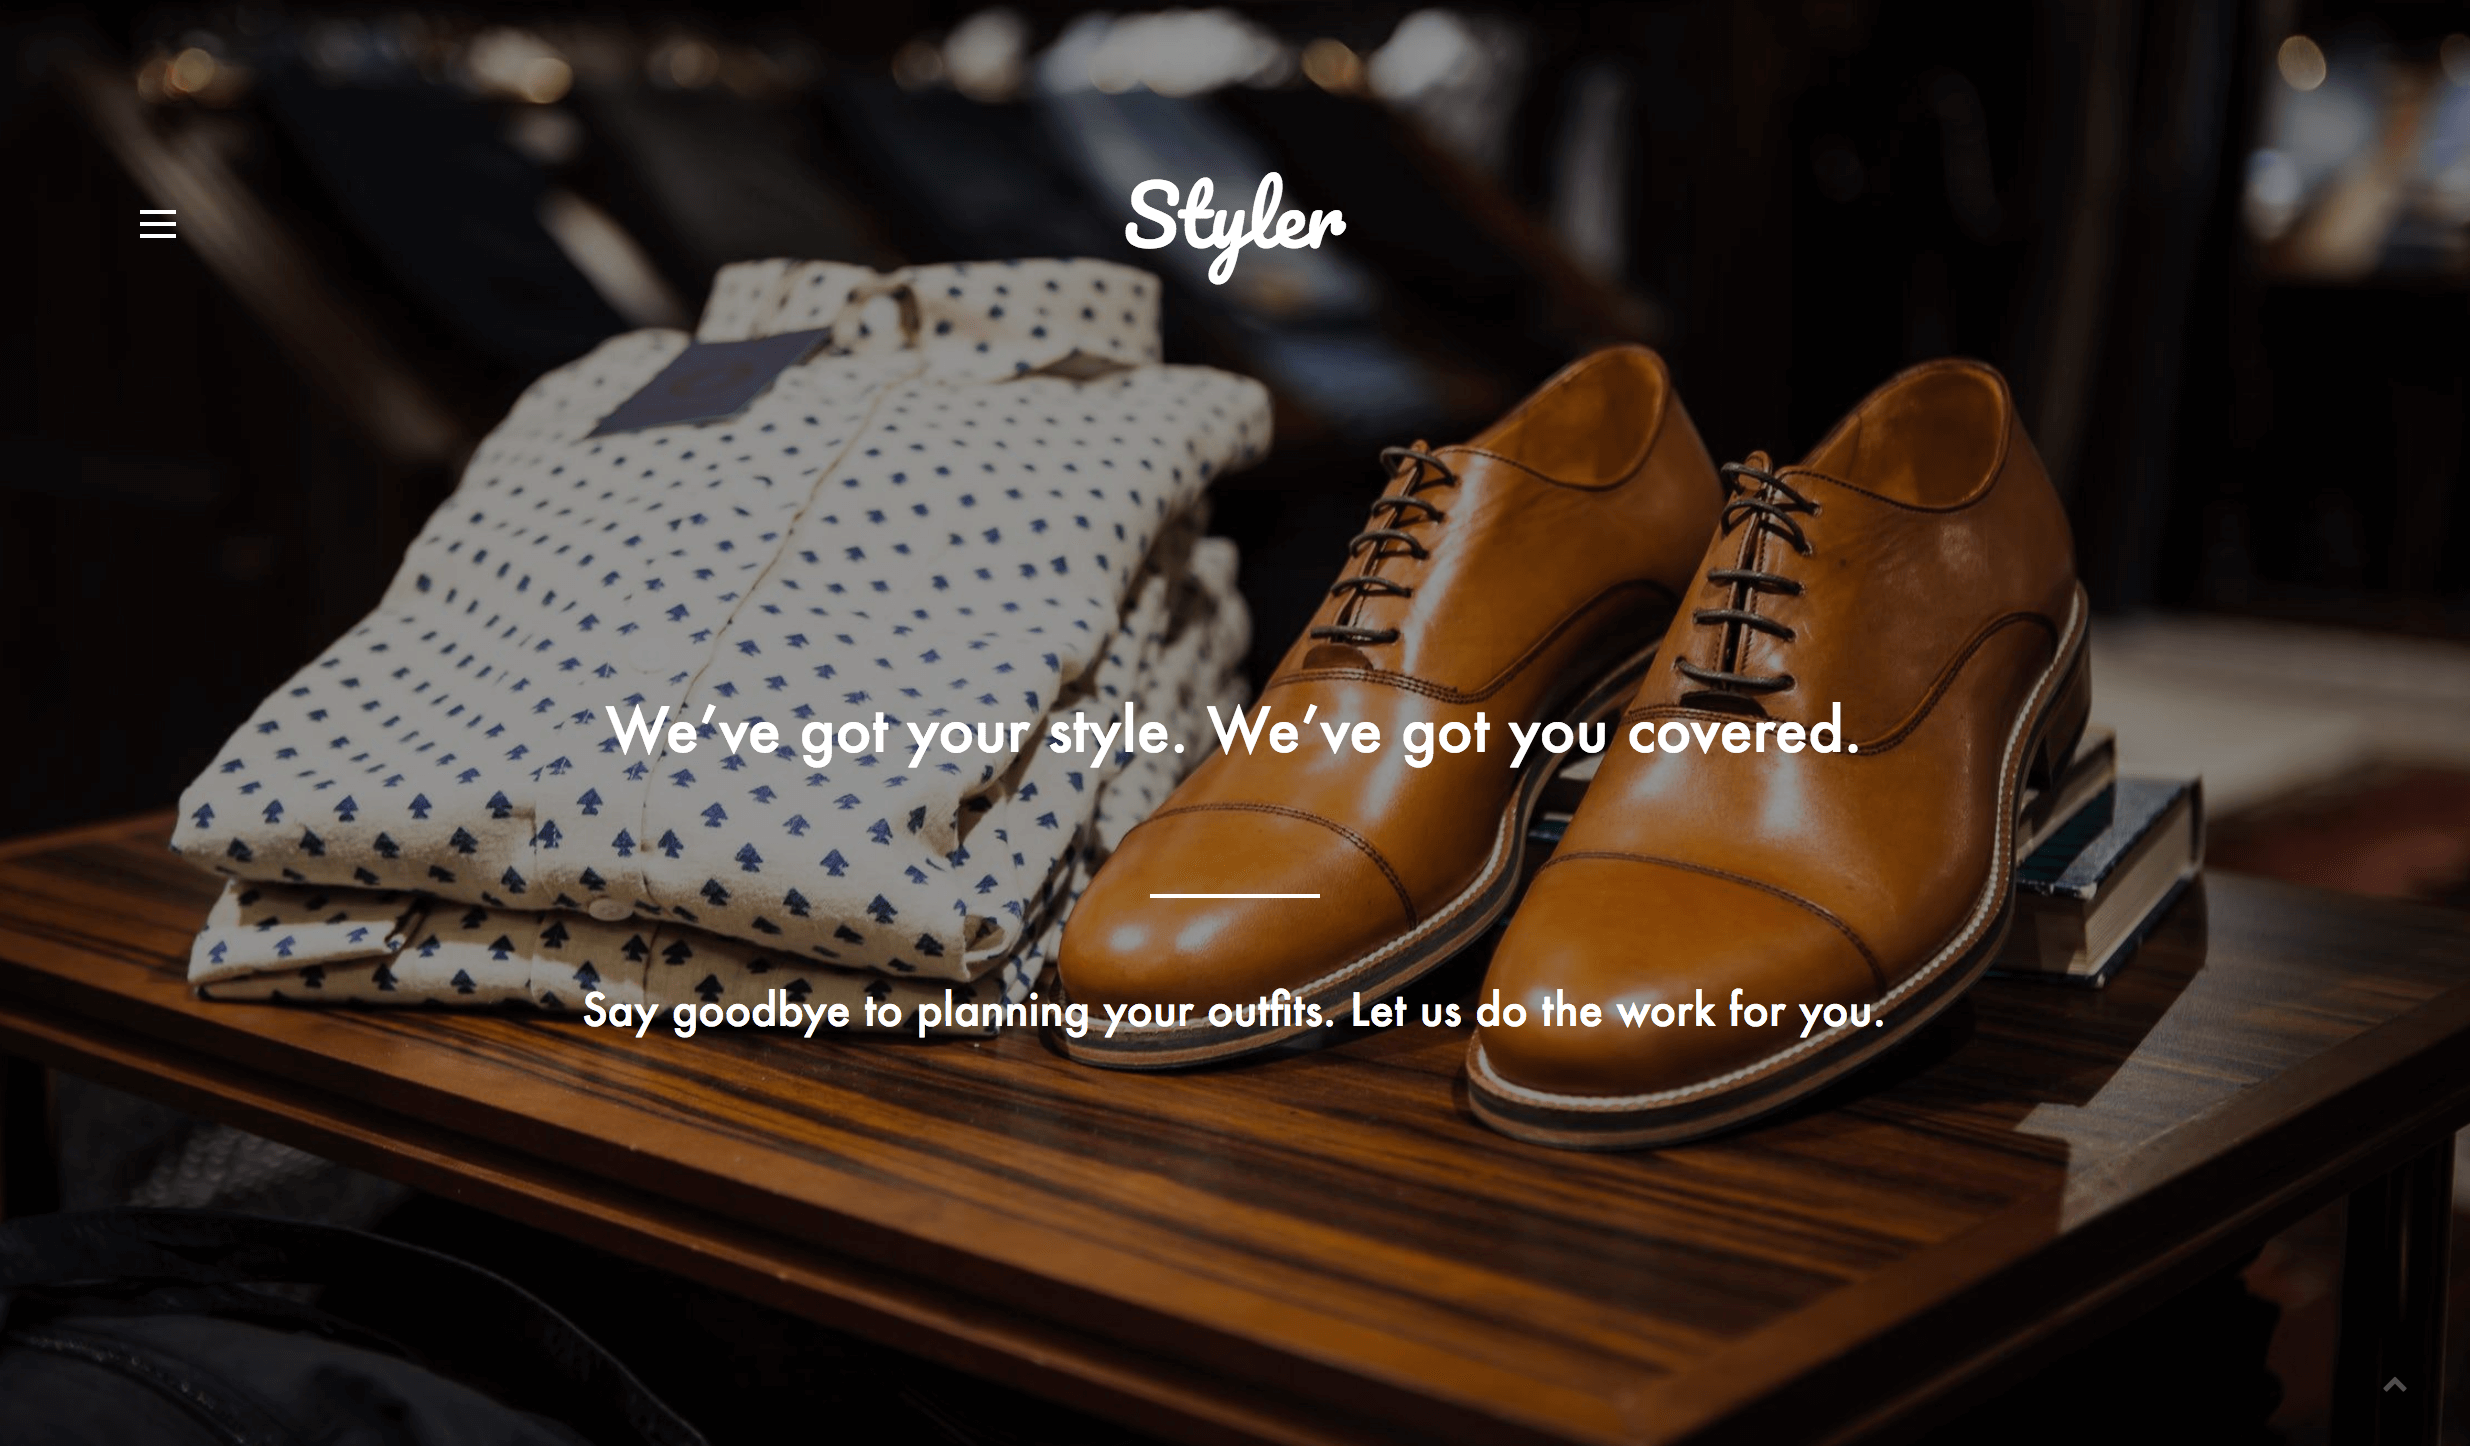 Styler
We’ve got your style. We’ve got you covered.
Say goodbye to planning your outfits. Let us do the work for you.